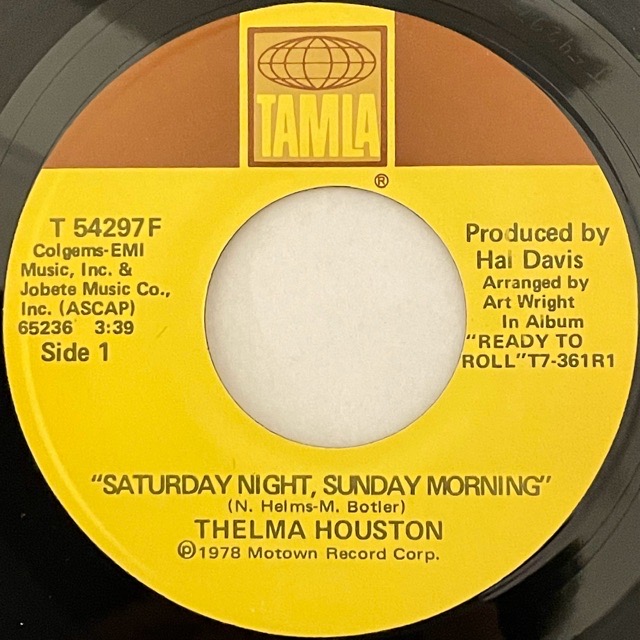 TAMLA
®
T 54297F
Colgems-EMI
Music, Inc. &
Jobete Music Co.,
Inc. (ASCAP)
65236 3:39
Side 1
Produced by
Hal Davis
Arranged by
Art Wright
In Album
"READY TO
ROLL" T7-361R1
"SATURDAY NIGHT, SUNDAY MORNING"
(N. Helms-M. Botler)
THELMA HOUSTON
℗1978 Motown Record Corp.